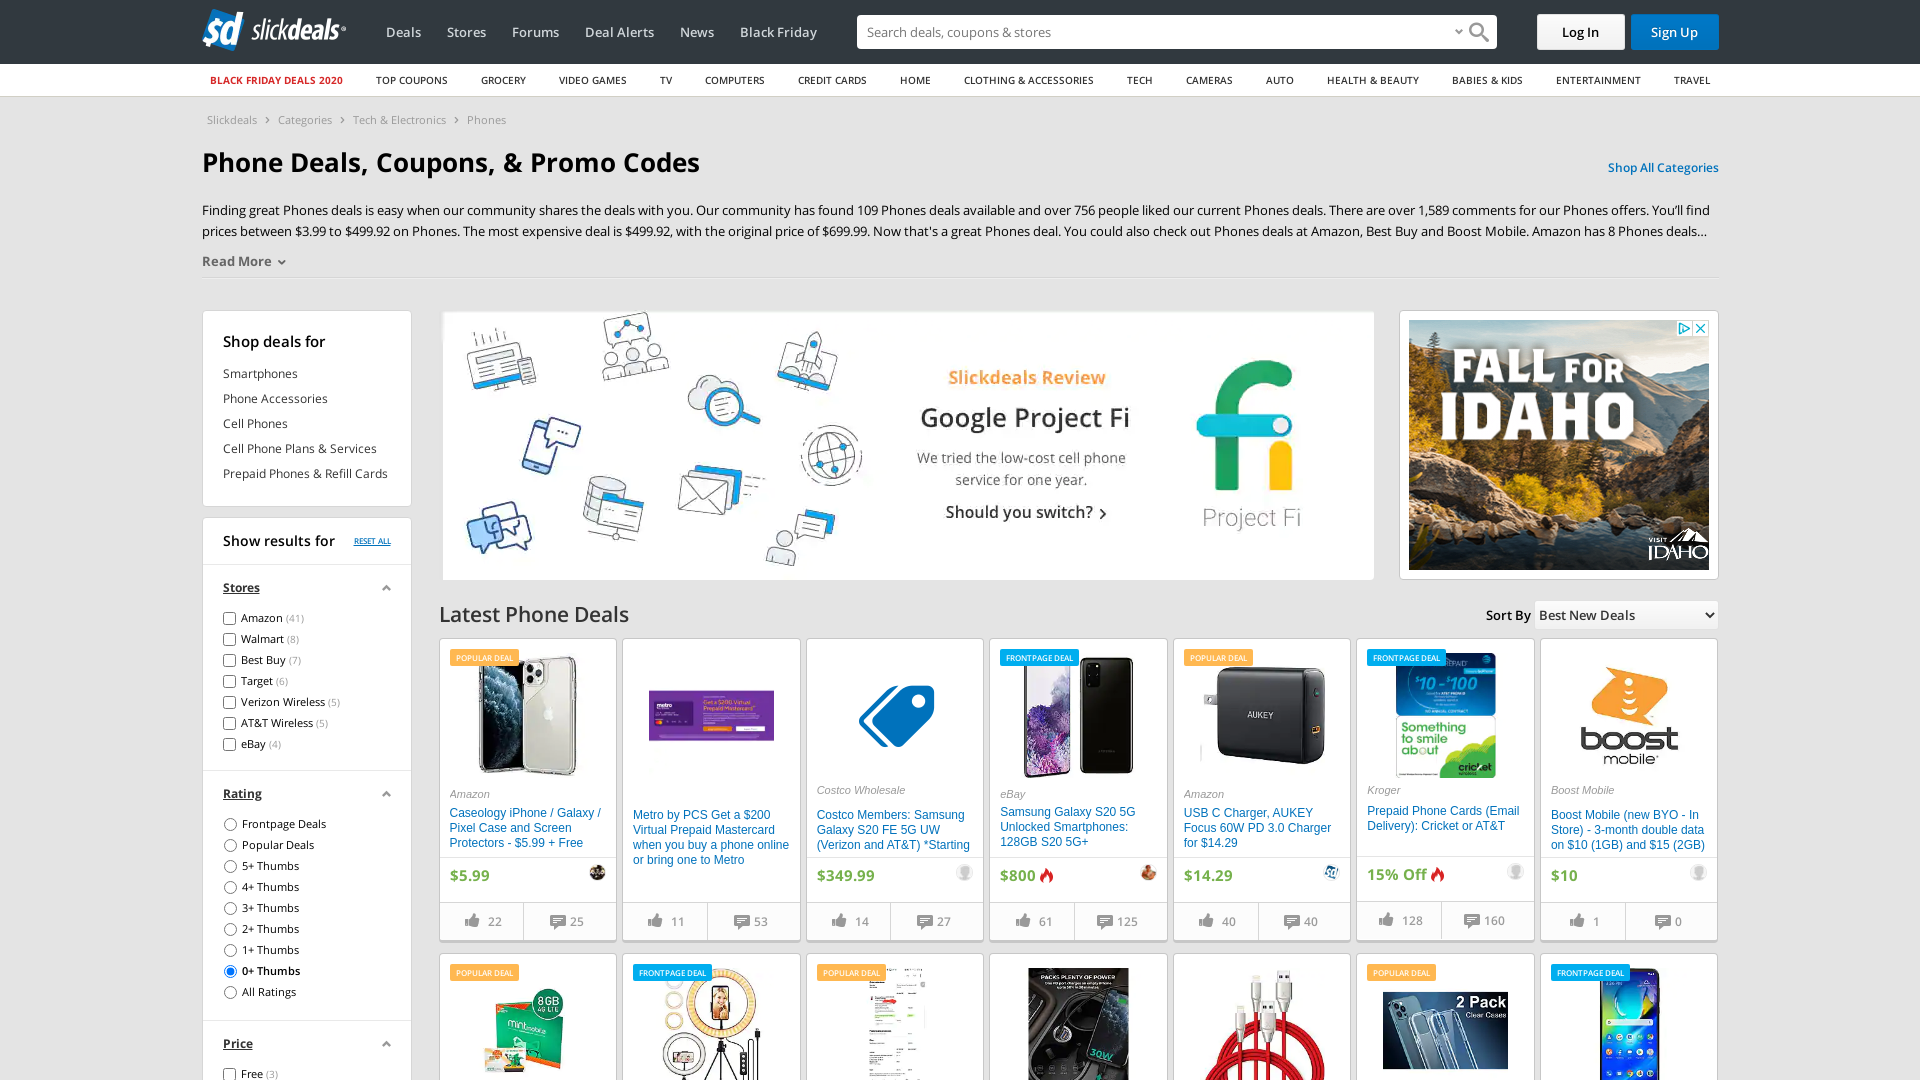 sd slickdeals
Deals
Stores
Forums
Deal Alerts
News
Black Friday
Search deals, coupons & stores
Log In
Sign Up
BLACK FRIDAY DEALS 2020
TOP COUPONS
GROCERY
VIDEO GAMES
TV
COMPUTERS
CREDIT CARDS
HOME
CLOTHING & ACCESSORIES
TECH
CAMERAS
AUTO
HEALTH & BEAUTY
BABIES & KIDS
ENTERTAINMENT
TRAVEL
Slickdeals > Categories > Tech & Electronics > Phones
Phone Deals, Coupons, & Promo Codes
Shop All Categories
Finding great Phones deals is easy when our community shares the deals with you. Our community has found 109 Phones deals available and over 756 people liked our current Phones deals. There are over 1,589 comments for our Phones offers. You’ll find
prices between $3.99 to $499.92 on Phones. The most expensive deal is $499.92, with the original price of $699.99. Now that's a great Phones deal. You could also check out Phones deals at Amazon, Best Buy and Boost Mobile. Amazon has 8 Phones deals...
Read More
Shop deals for
Smartphones
Phone Accessories
Cell Phones
Cell Phone Plans & Services
Prepaid Phones & Refill Cards
Show results for
RESET ALL
Stores
Amazon (41)
Walmart (8)
Best Buy (7)
Target (6)
Verizon Wireless (5)
AT&T Wireless (5)
eBay (4)
Rating
Frontpage Deals
Popular Deals
5+ Thumbs
4+ Thumbs
3+ Thumbs
2+ Thumbs
1+ Thumbs
0+ Thumbs
All Ratings
Price
Free (3)
Slickdeals Review
Google Project Fi
We tried the low-cost cell phone
service for one year.
Should you switch? >
Project Fi
FALL FOR
IDAHO
VISIT
IDAHO
Latest Phone Deals
Sort By
Best New Deals
POPULAR DEAL
Amazon
Caseology iPhone / Galaxy /
Pixel Case and Screen
Protectors - $5.99 + Free
$5.99
22
25
metro
Get a $200
Virtual Prepaid
Mastercard
Metro by PCS Get a $200
Virtual Prepaid Mastercard
when you buy a phone online
or bring one to Metro
11
53
Costco Wholesale
Costco Members: Samsung
Galaxy S20 FE 5G UW
(Verizon and AT&T) *Starting
$349.99
14
27
FRONTPAGE DEAL
eBay
Samsung Galaxy S20 5G
Unlocked Smartphones:
128GB S20 5G+
$800
61
125
POPULAR DEAL
AUKEY
Amazon
USB C Charger, AUKEY
Focus 60W PD 3.0 Charger
for $14.29
$14.29
sd
40
40
FRONTPAGE DEAL
$10-$100
Something
to smile
about
cricket
Kroger
Prepaid Phone Cards (Email
Delivery): Cricket or AT&T
15% Off
128
160
boost
mobile
Boost Mobile
Boost Mobile (new BYO - In
Store) - 3-month double data
on $10 (1GB) and $15 (2GB)
$10
1
0
POPULAR DEAL
8GB
4G LTE
mint mobile
FRONTPAGE DEAL
POPULAR DEAL
PACKS PLENTY OF POWER
30W
POPULAR DEAL
2 Pack
Clear Cases
FRONTPAGE DEAL